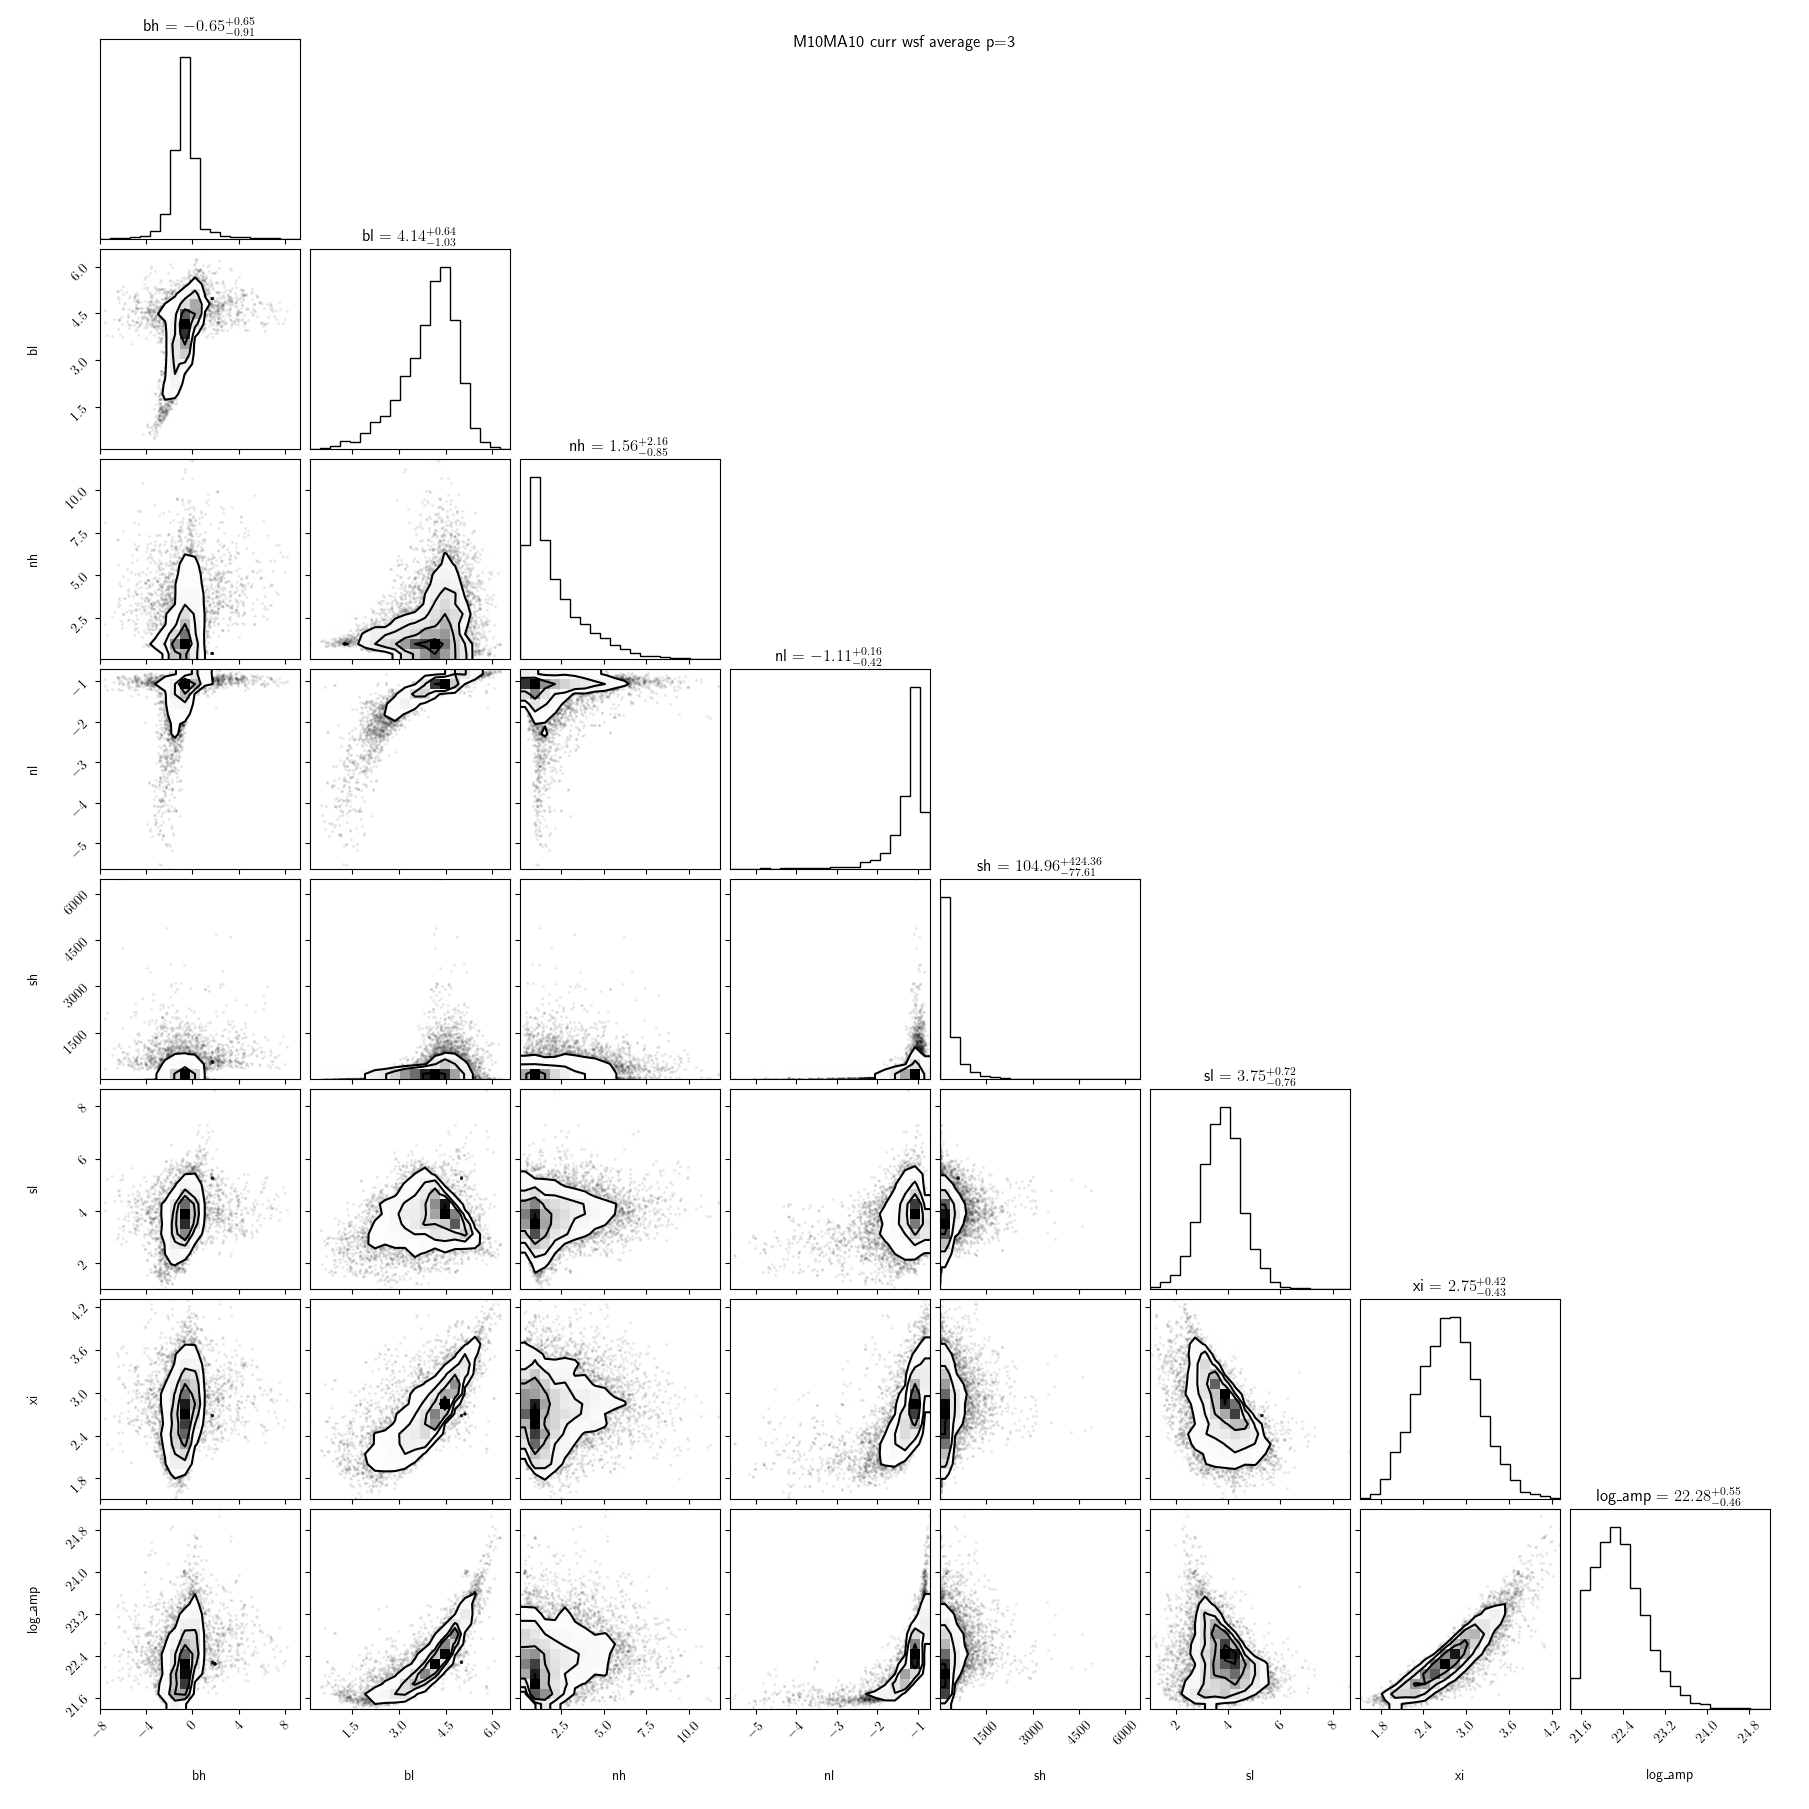 bh = −0.65 +0.65 −0.91
M10MA10 curr wsf average p=3
bl = 4.14 +0.64 −1.03
6.0
4.5
3.0
1.5
bl
nh = 1.56 +2.16 −0.85
10.0
7.5
5.0
2.5
nh
nl = −1.11 +0.16 −0.42
−1
−2
−3
−4
−5
nl
sh = 104.96 +424.36 −77.61
6000
4500
3000
1500
sh
sl = 3.75 +0.72 −0.76
8
6
4
2
sl
xi = 2.75 +0.42 −0.43
4.2
3.6
3.0
2.4
1.8
xi
log_amp = 22.28 +0.55 −0.46
24.8
24.0
23.2
22.4
21.6
log_amp
−8 −4 0 4 8 1.5 3.0 4.5 6.0 2.5 5.0 7.5 10.0 −5 −4 −3 −2 −1 1500 3000 4500 6000 2 4 6 8 1.8 2.4 3.0 3.6 4.2 21.6 22.4 23.2 24.0 24.8
bh bl nh nl sh sl xi log_amp